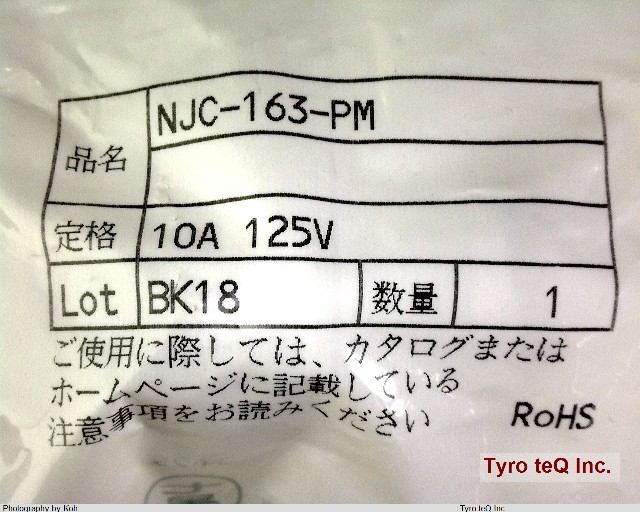 NJC-163-PM
品名
定格 10A 125V
Lot BK18 数量 1
ご使用に際しては、カタログまたは
ホームページに記載している
注意事項をお読みください
RoHS
Tyro teQ Inc.
Photography by Koh Tyro teQ Inc